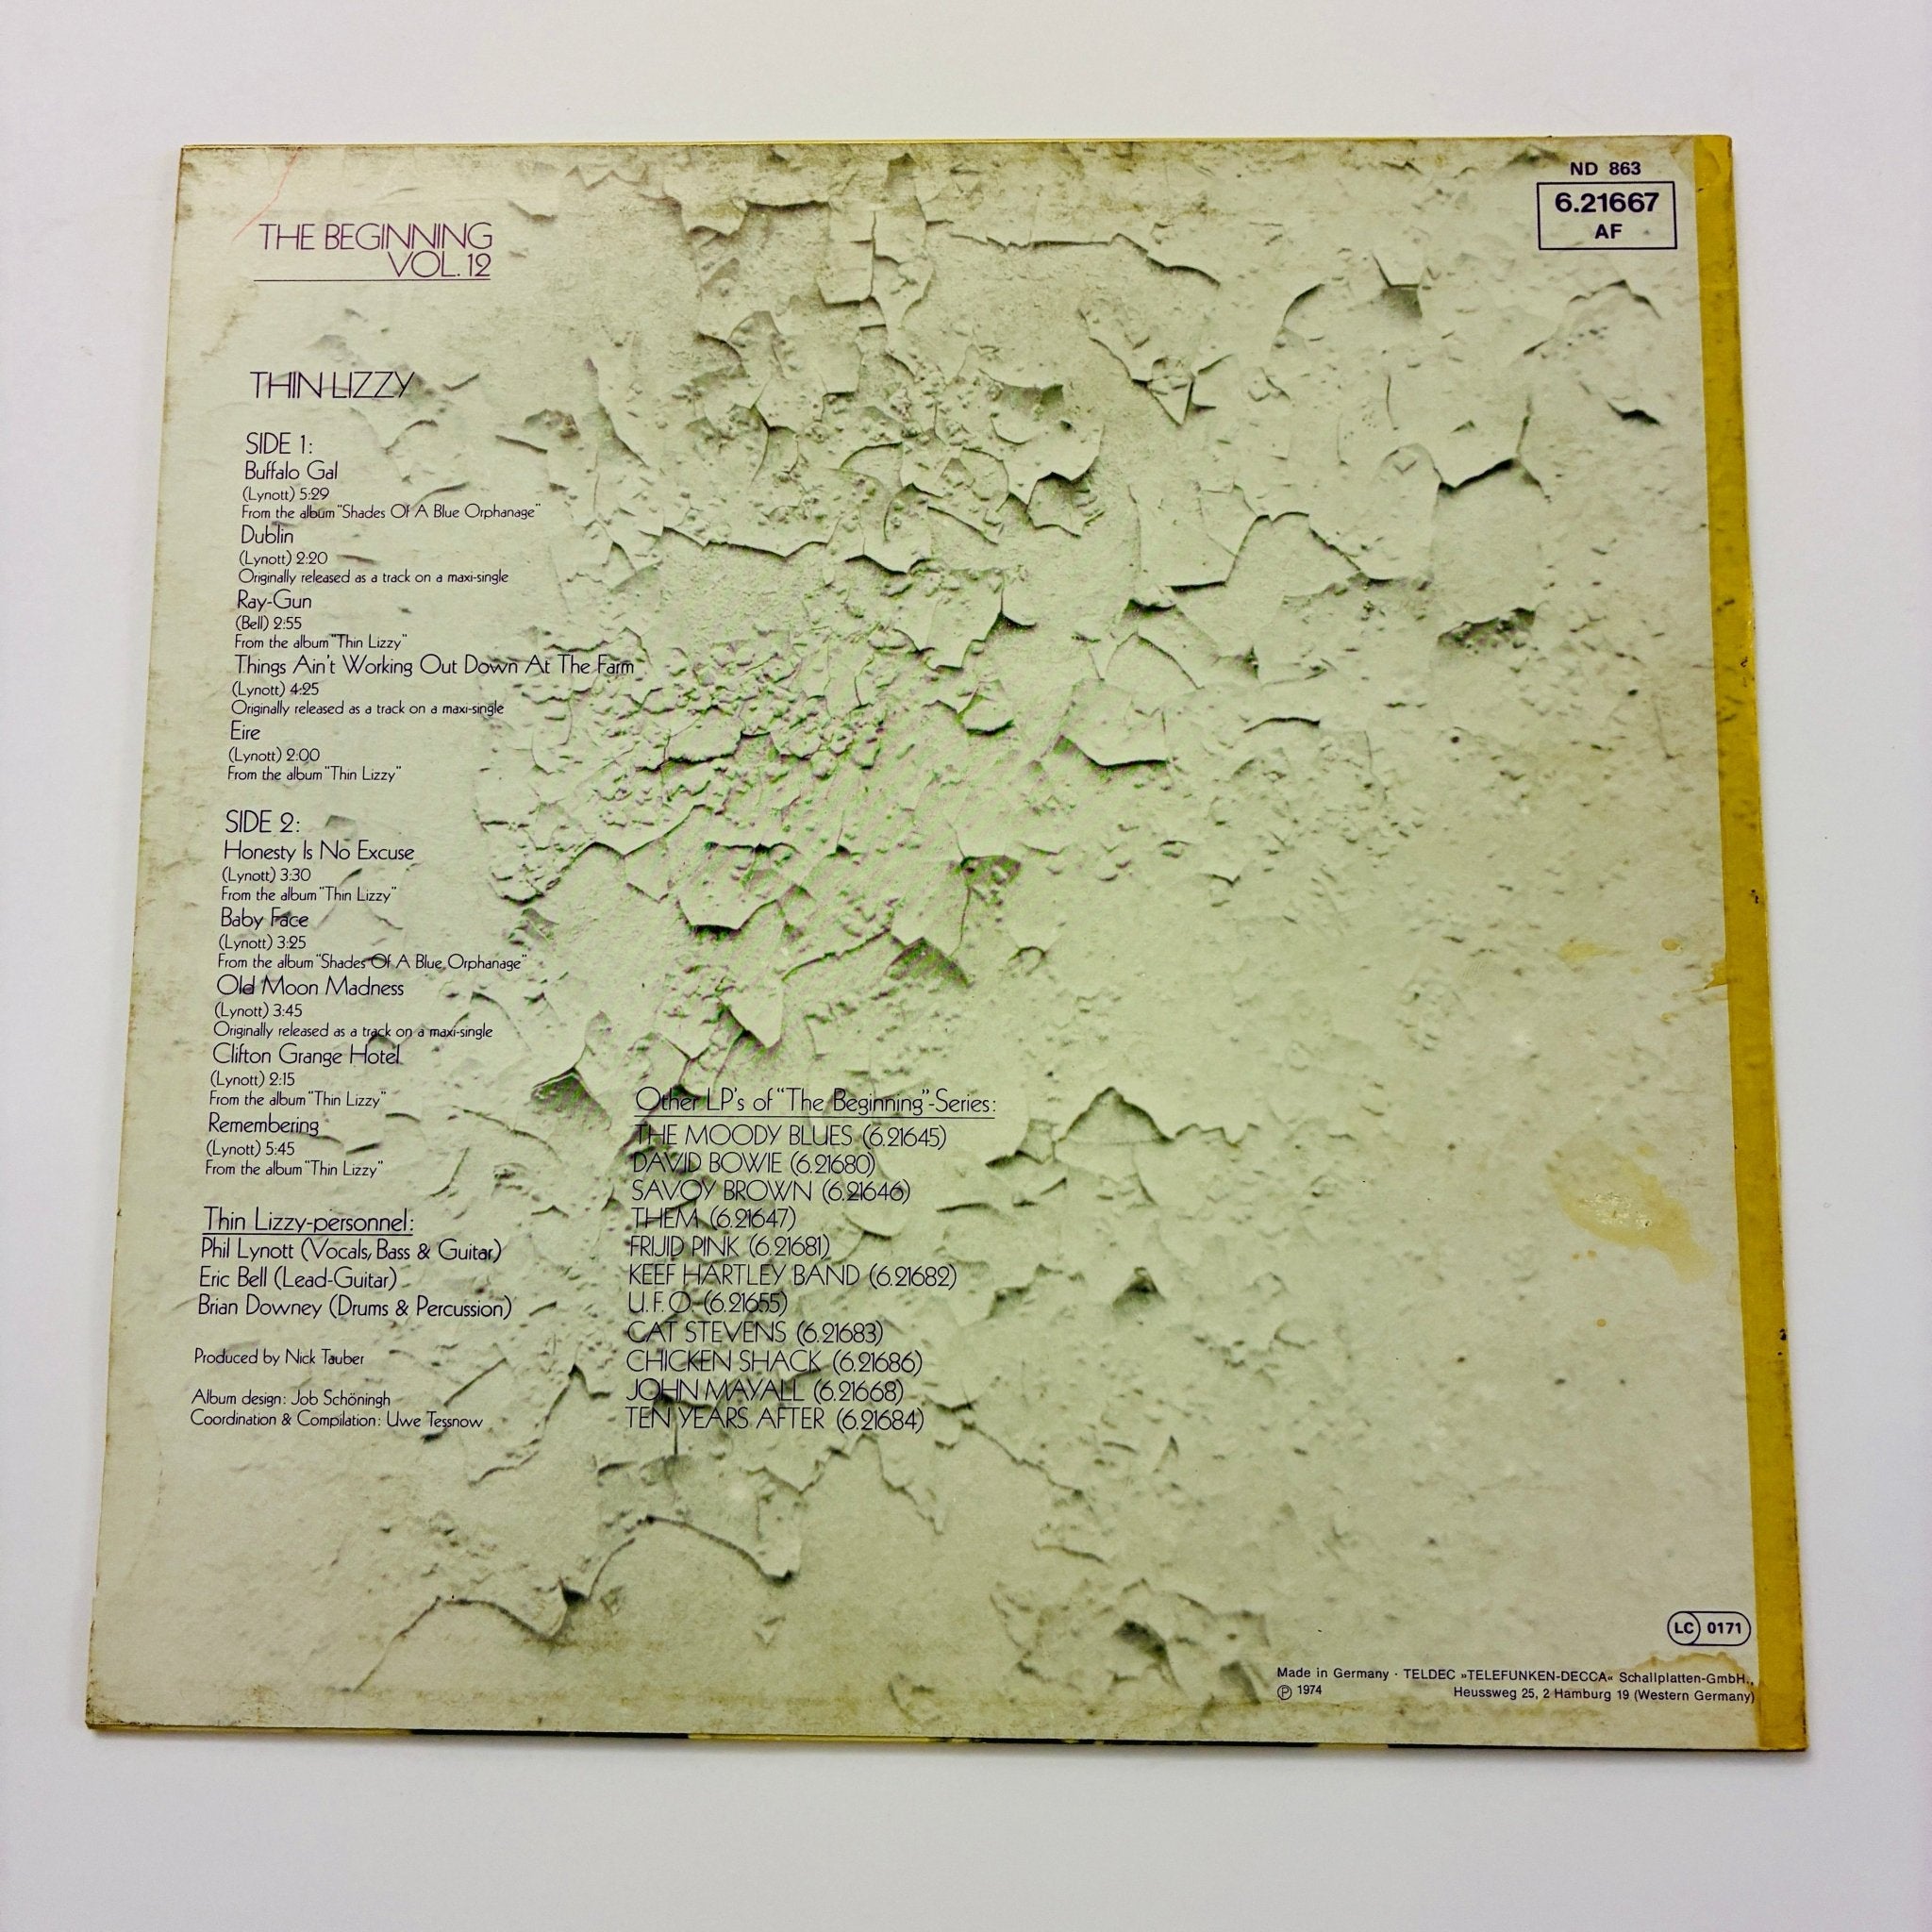 ND 863
6.21667
AF
THE BEGINNING
VOL. 12
THIN LIZZY
SIDE 1:
Buffalo Gal
(Lynott) 5:29
From the album "Shades Of A Blue Orphanage"
Dublin
(Lynott) 2:20
Originally released as a track on a maxi-single
Ray-Gun
(Bell) 2:55
From the album "Thin Lizzy"
Things Ain't Working Out Down At The Farm
(Lynott) 4:25
Originally released as a track on a maxi-single
Eire
(Lynott) 2:00
From the album "Thin Lizzy"
SIDE 2:
Honesty Is No Excuse
(Lynott) 3:30
From the album "Thin Lizzy"
Baby Face
(Lynott) 3:25
From the album "Shades Of A Blue Orphanage"
Old Moon Madness
(Lynott) 3:45
Originally released as a track on a maxi-single
Clifton Grange Hotel
(Lynott) 2:15
From the album "Thin Lizzy"
Remembering
(Lynott) 5:45
From the album "Thin Lizzy"
Thin Lizzy-personnel:
Phil Lynott (Vocals, Bass & Guitar)
Eric Bell (Lead-Guitar)
Brian Downey (Drums & Percussion)
Produced by Nick Tauber
Album design: Job Schöningh
Coordination & Compilation: Uwe Tessnow
Other LP's of "The Beginning"-Series:
THE MOODY BLUES (6.21645)
DAVID BOWIE (6.21680)
SAVOY BROWN (6.21646)
THEM (6.21647)
FRIJID PINK (6.21681)
KEEF HARTLEY BAND (6.21682)
U.F.O. (6.21655)
CAT STEVENS (6.21683)
CHICKEN SHACK (6.21686)
JOHN MAYALL (6.21668)
TEN YEARS AFTER (6.21684)
LC 0171
Made in Germany · TELDEC »TELEFUNKEN-DECCA« Schallplatten-GmbH.,
℗ 1974 Heussweg 25, 2 Hamburg 19 (Western Germany)